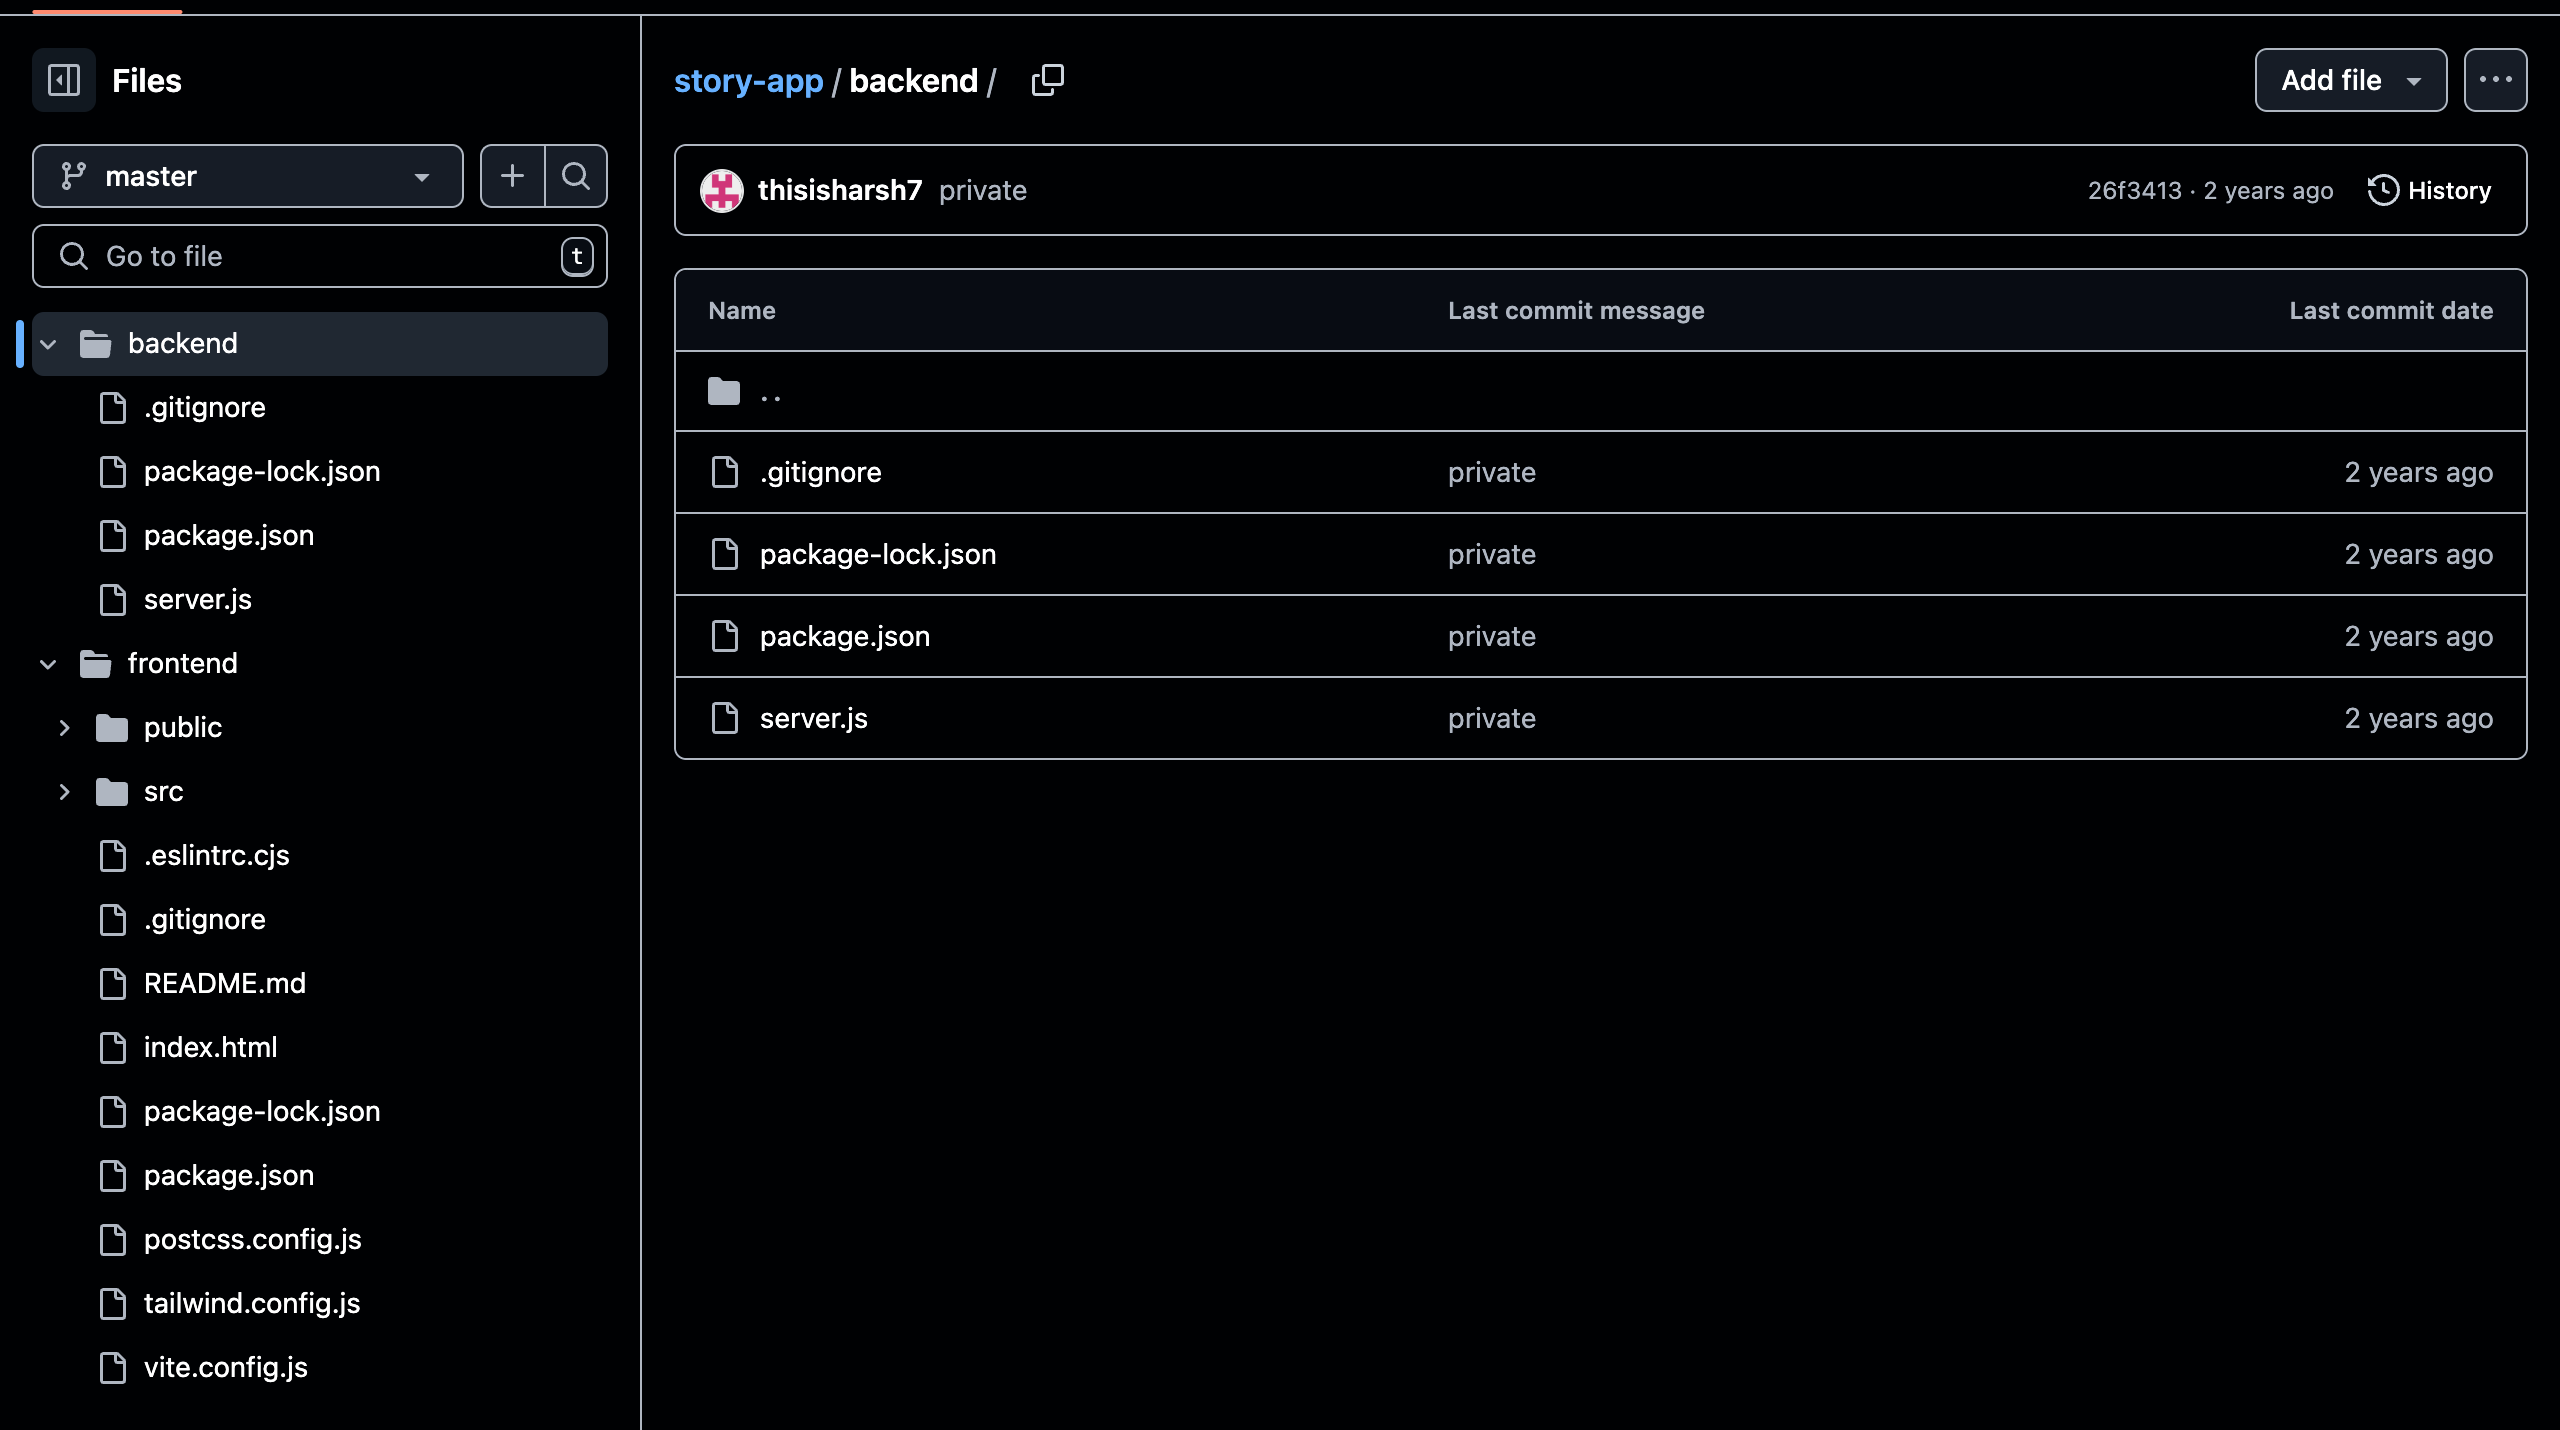 Files
master
Go to file
t
backend
.gitignore
package-lock.json
package.json
server.js
frontend
public
src
.eslintrc.cjs
.gitignore
README.md
index.html
package-lock.json
package.json
postcss.config.js
tailwind.config.js
vite.config.js
story-app / backend /
Add file
thisisharsh7 private 26f3413 · 2 years ago History
Name Last commit message Last commit date
..
.gitignore private 2 years ago
package-lock.json private 2 years ago
package.json private 2 years ago
server.js private 2 years ago